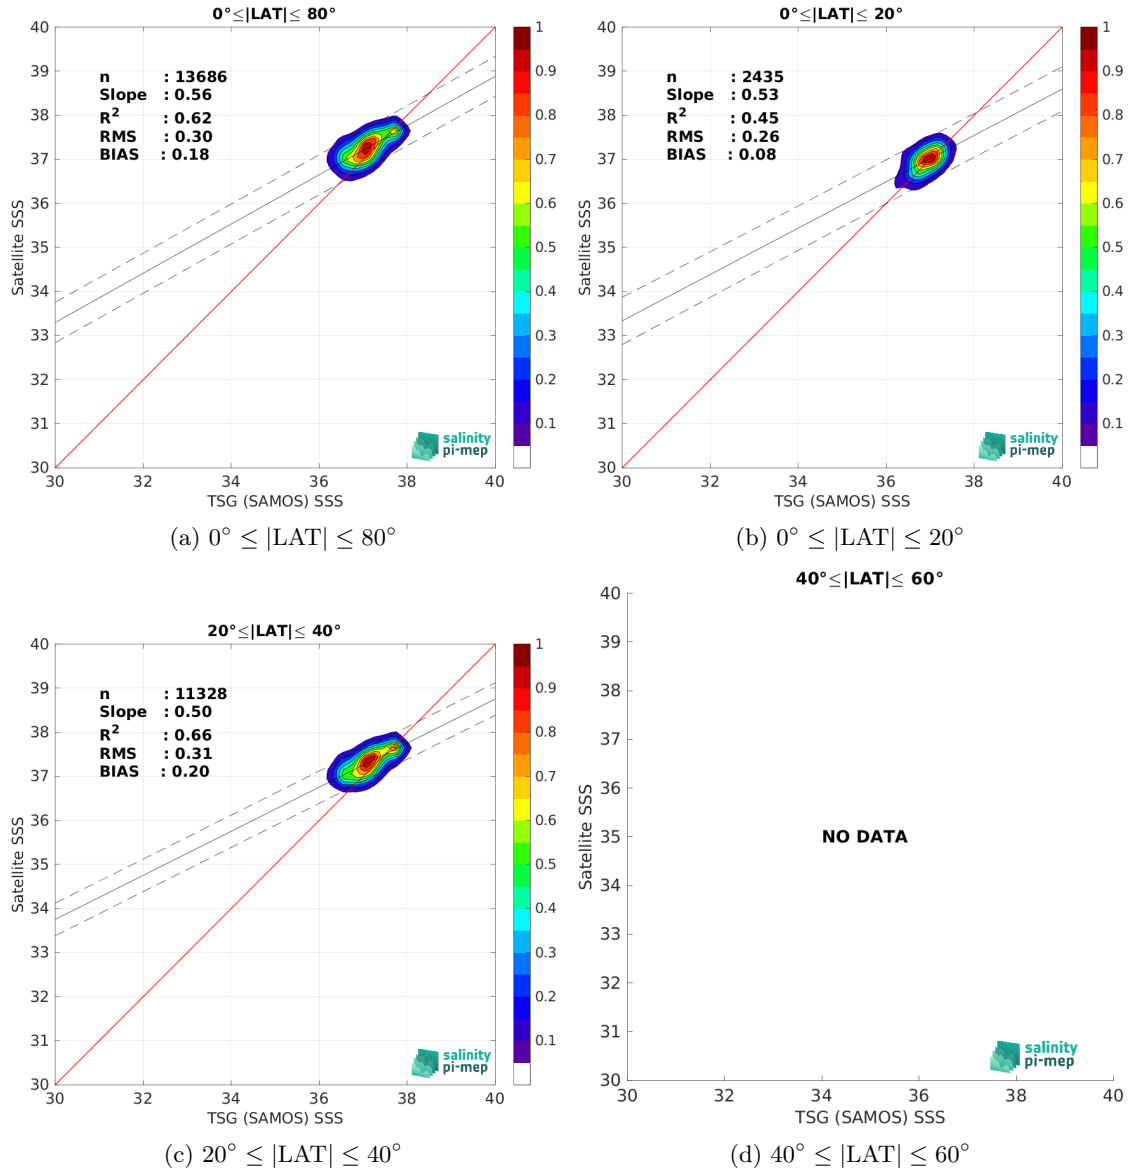 0°≤|LAT|≤ 80°
40
39
38
37
36
35
34
33
32
31
30
n : 13686
Slope : 0.56
R² : 0.62
RMS : 0.30
BIAS : 0.18
Satellite SSS
30 32 34 36 38 40
TSG (SAMOS) SSS
salinity
pi-mep
1
0.9
0.8
0.7
0.6
0.5
0.4
0.3
0.2
0.1
(a) 0° ≤ |LAT| ≤ 80°
0°≤|LAT|≤ 20°
40
39
38
37
36
35
34
33
32
31
30
n : 2435
Slope : 0.53
R² : 0.45
RMS : 0.26
BIAS : 0.08
Satellite SSS
30 32 34 36 38 40
TSG (SAMOS) SSS
salinity
pi-mep
1
0.9
0.8
0.7
0.6
0.5
0.4
0.3
0.2
0.1
(b) 0° ≤ |LAT| ≤ 20°
20°≤|LAT|≤ 40°
40
39
38
37
36
35
34
33
32
31
30
n : 11328
Slope : 0.50
R² : 0.66
RMS : 0.31
BIAS : 0.20
Satellite SSS
30 32 34 36 38 40
TSG (SAMOS) SSS
salinity
pi-mep
1
0.9
0.8
0.7
0.6
0.5
0.4
0.3
0.2
0.1
(c) 20° ≤ |LAT| ≤ 40°
40°≤|LAT|≤ 60°
40
39
38
37
36
35
34
33
32
31
30
Satellite SSS
NO DATA
30 32 34 36 38 40
TSG (SAMOS) SSS
salinity
pi-mep
(d) 40° ≤ |LAT| ≤ 60°